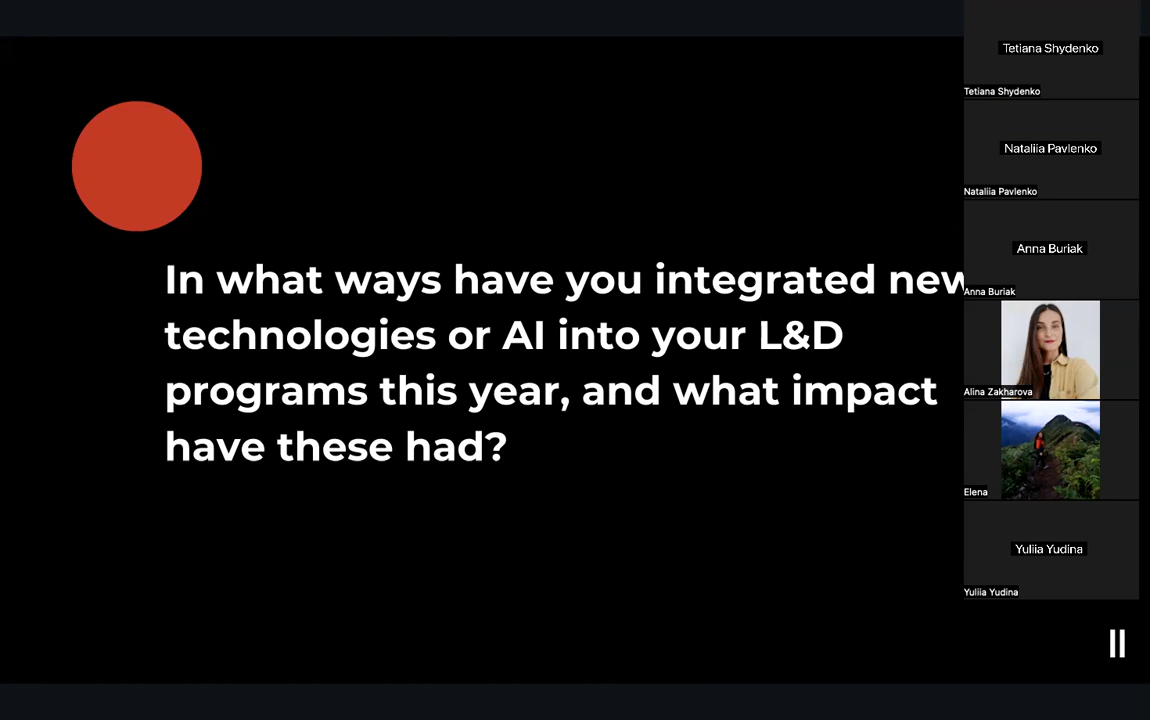 In what ways have you integrated new
technologies or AI into your L&D
programs this year, and what impact
have these had?
Tetiana Shydenko
Tetiana Shydenko
Nataliia Pavlenko
Nataliia Pavlenko
Anna Buriak
Anna Buriak
Alina Zakharova
Elena
Yuliia Yudina
Yuliia Yudina